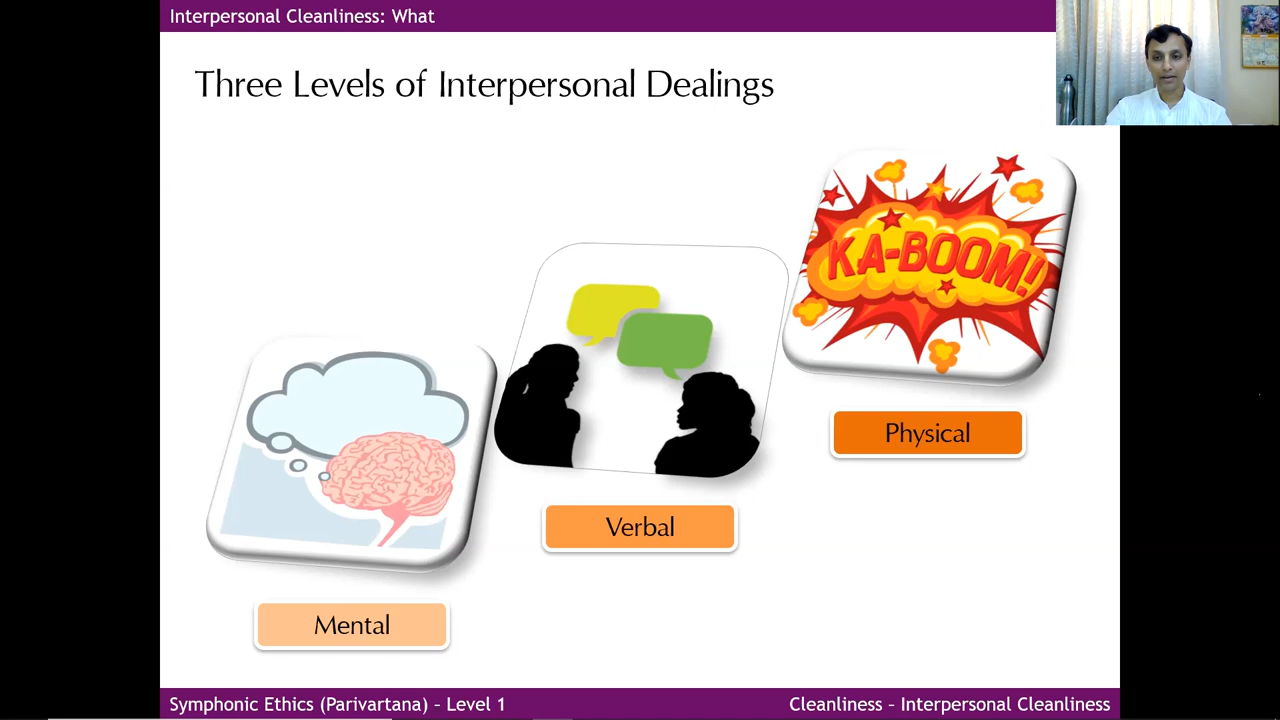 Interpersonal Cleanliness: What
Three Levels of Interpersonal Dealings
KA-BOOM!
Physical
Verbal
Mental
Symphonic Ethics (Parivartana) – Level 1
Cleanliness – Interpersonal Cleanliness